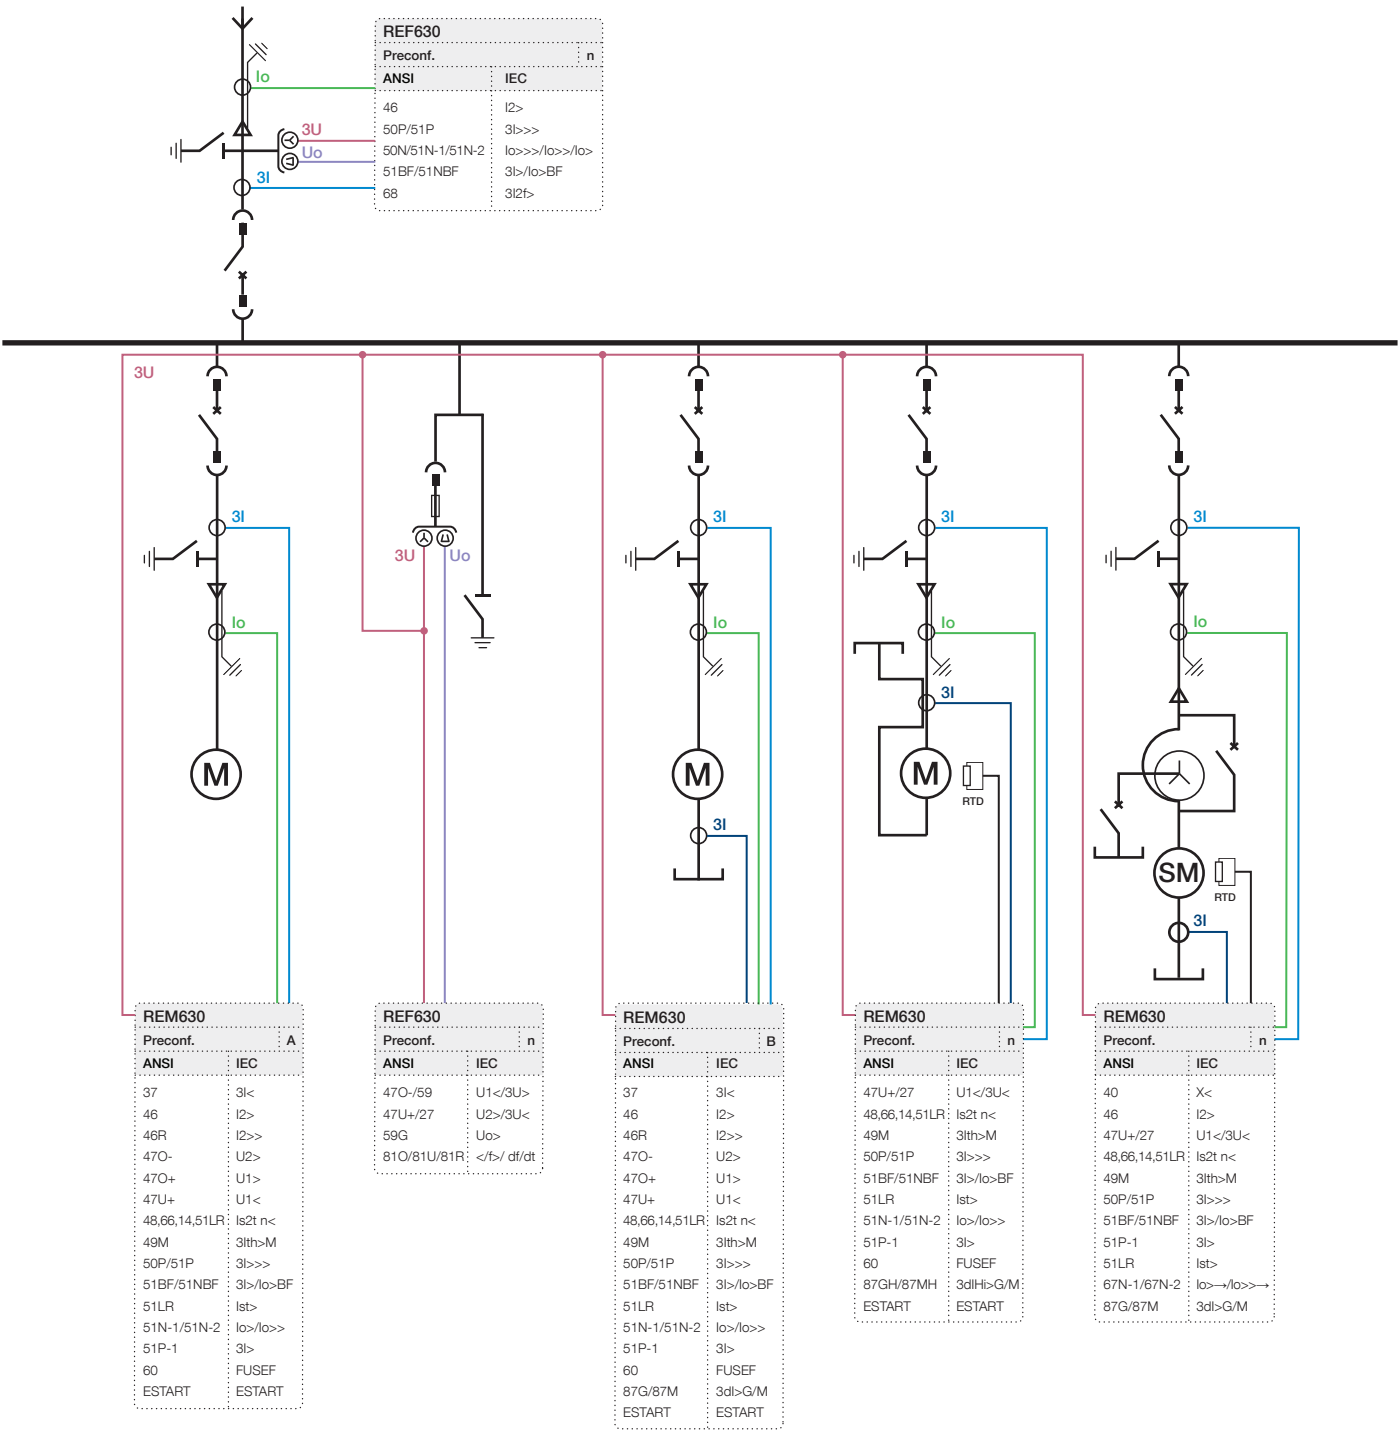 REF630
Preconf. n
ANSI IEC
46 I2>
50P/51P 3I>>>
50N/51N-1/51N-2 Io>>>/Io>>/Io>
51BF/51NBF 3I>/Io>BF
68 3I2f>
Io
3U
Uo
3I
3U
3I
Io
M
3U
Uo
3I
Io
M
3I
3I
Io
3I
M
RTD
3I
Io
SM
RTD
3I
REM630
Preconf. A
ANSI IEC
37 3I<
46 I2>
46R I2>>
47O- U2>
47O+ U1>
47U+ U1<
48,66,14,51LR Is2t n<
49M 3Ith>M
50P/51P 3I>>>
51BF/51NBF 3I>/Io>BF
51LR Ist>
51N-1/51N-2 Io>/Io>>
51P-1 3I>
60 FUSEF
ESTART ESTART
REF630
Preconf. n
ANSI IEC
47O-/59 U1</3U>
47U+/27 U2>/3U<
59G Uo>
81O/81U/81R </f>/ df/dt
REM630
Preconf. B
ANSI IEC
37 3I<
46 I2>
46R I2>>
47O- U2>
47O+ U1>
47U+ U1<
48,66,14,51LR Is2t n<
49M 3Ith>M
50P/51P 3I>>>
51BF/51NBF 3I>/Io>BF
51LR Ist>
51N-1/51N-2 Io>/Io>>
51P-1 3I>
60 FUSEF
87G/87M 3dI>G/M
ESTART ESTART
REM630
Preconf. n
ANSI IEC
47U+/27 U1</3U<
48,66,14,51LR Is2t n<
49M 3Ith>M
50P/51P 3I>>>
51BF/51NBF 3I>/Io>BF
51LR Ist>
51N-1/51N-2 Io>/Io>>
51P-1 3I>
60 FUSEF
87GH/87MH 3dIHi>G/M
ESTART ESTART
REM630
Preconf. n
ANSI IEC
40 X<
46 I2>
47U+/27 U1</3U<
48,66,14,51LR Is2t n<
49M 3Ith>M
50P/51P 3I>>>
51BF/51NBF 3I>/Io>BF
51P-1 3I>
51LR Ist>
67N-1/67N-2 Io>→/Io>>→
87G/87M 3dI>G/M